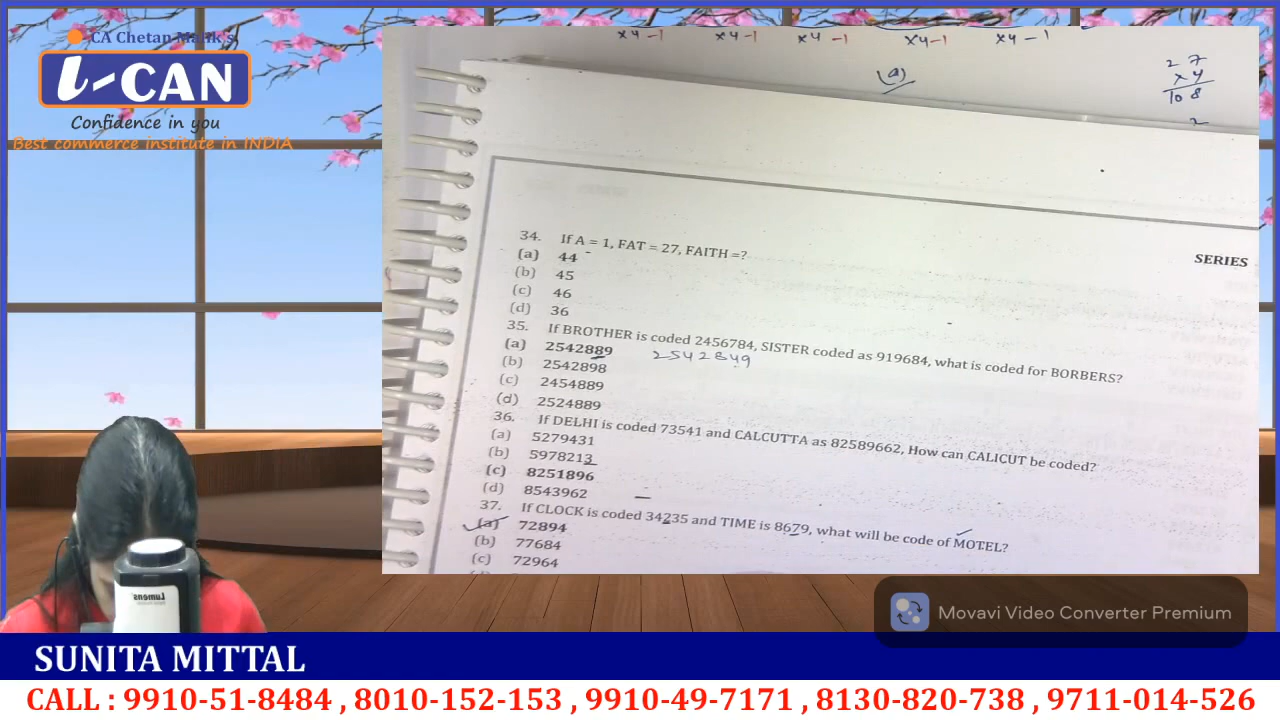 CA Chetan Malik's
i-CAN
Confidence in you
Best commerce institute in INDIA
x4 -1 x4 -1 x4 -1 x4 -1 x4 -1
(a)
27
x4
108
2
SERIES
34. If A = 1, FAT = 27, FAITH =?
(a) 44
(b) 45
(c) 46
(d) 36
35. If BROTHER is coded 2456784, SISTER coded as 919684, what is coded for BORBERS?
(a) 2542889 2542849
(b) 2542898
(c) 2454889
(d) 2524889
36. If DELHI is coded 73541 and CALCUTTA as 82589662, How can CALICUT be coded?
(a) 5279431
(b) 5978213
(c) 8251896
(d) 8543962
37. If CLOCK is coded 34235 and TIME is 8679, what will be code of MOTEL?
(a) 72894
(b) 77684
(c) 72964
Lumens
Movavi Video Converter Premium
SUNITA MITTAL
CALL : 9910-51-8484 , 8010-152-153 , 9910-49-7171 , 8130-820-738 , 9711-014-526